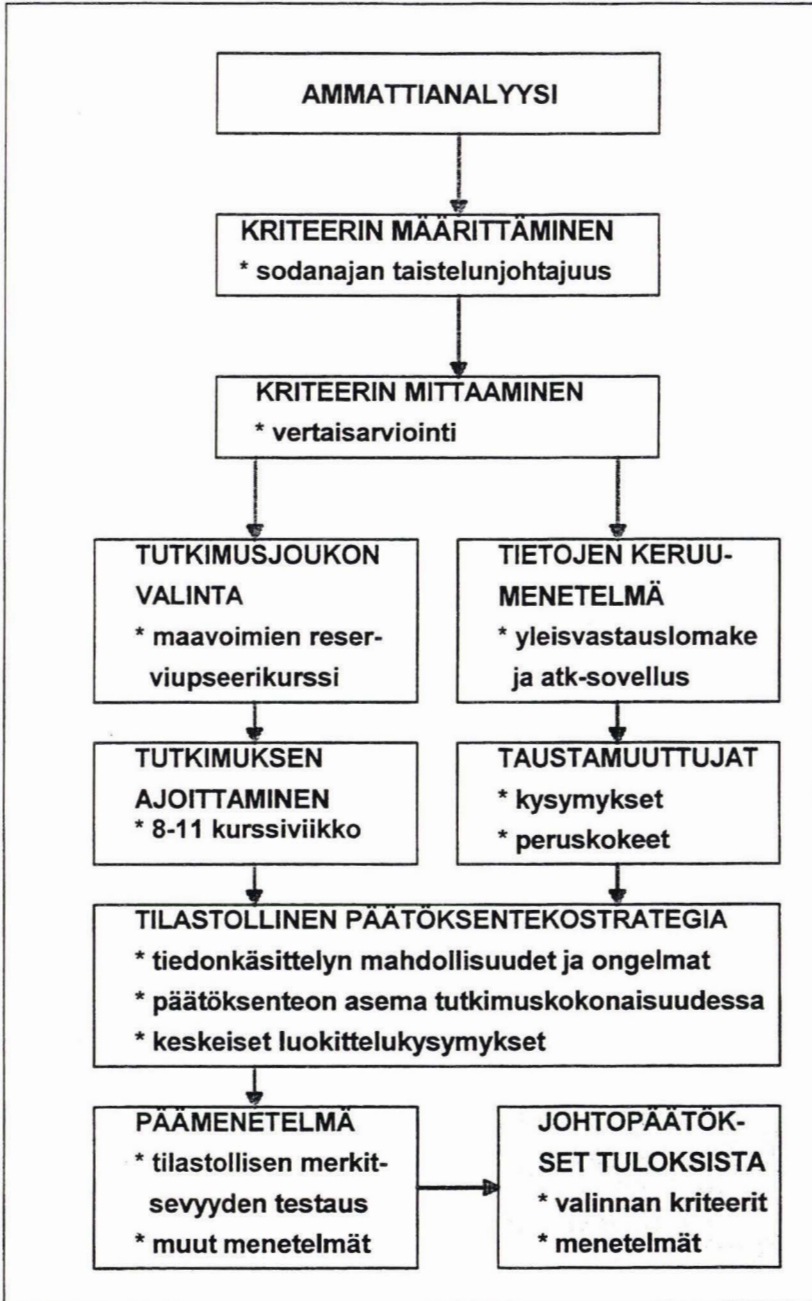 AMMATTIANALYYSI
KRITEERIN MÄÄRITTÄMINEN
* sodanajan taistelunjohtajuus
KRITEERIN MITTAAMINEN
* vertaisarviointi
TUTKIMUSJOUKON
VALINTA
* maavoimien reser-
viupseerikurssi
TIETOJEN KERUU-
MENETELMÄ
* yleisvastauslomake
ja atk-sovellus
TUTKIMUKSEN
AJOITTAMINEN
* 8-11 kurssiviikko
TAUSTAMUUTTUJAT
* kysymykset
* peruskokeet
TILASTOLLINEN PÄÄTÖKSENTEKOSTRATEGIA
* tiedonkäsittelyn mahdollisuudet ja ongelmat
* päätöksenteon asema tutkimuskokonaisuudessa
* keskeiset luokittelukysymykset
PÄÄMENETELMÄ
* tilastollisen merkit-
sevyyden testaus
* muut menetelmät
JOHTOPÄÄTÖK-
SET TULOKSISTA
* valinnan kriteerit
* menetelmät